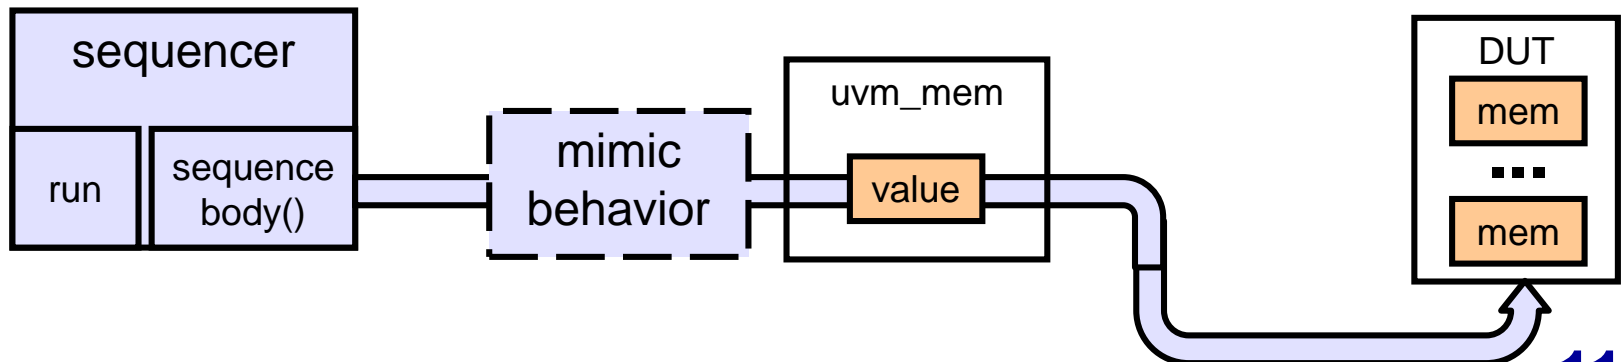 sequencer
run
sequence
body()
mimic
behavior
uvm_mem
value
DUT
mem
...
mem